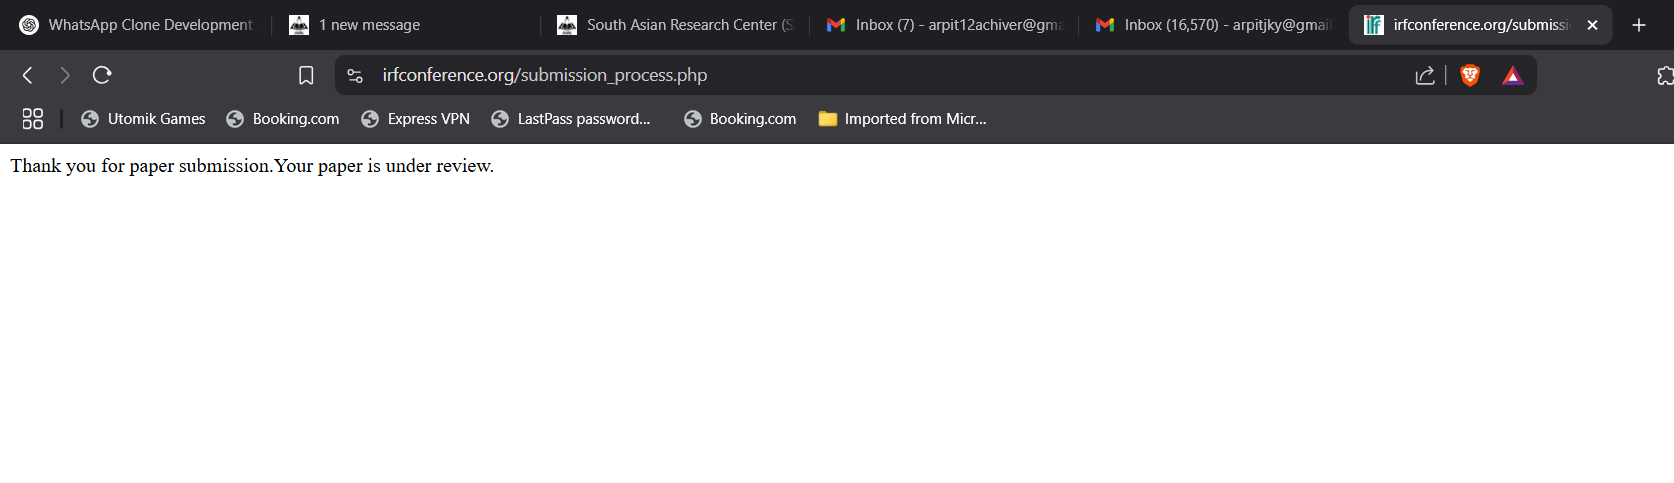 WhatsApp Clone Development
1 new message
South Asian Research Center (S
Inbox (7) - arpit12achiver@gma
Inbox (16,570) - arpitjky@gmail
irfconference.org/submissi
irfconference.org/submission_process.php
Utomik Games
Booking.com
Express VPN
LastPass password...
Booking.com
Imported from Micr...
Thank you for paper submission.Your paper is under review.